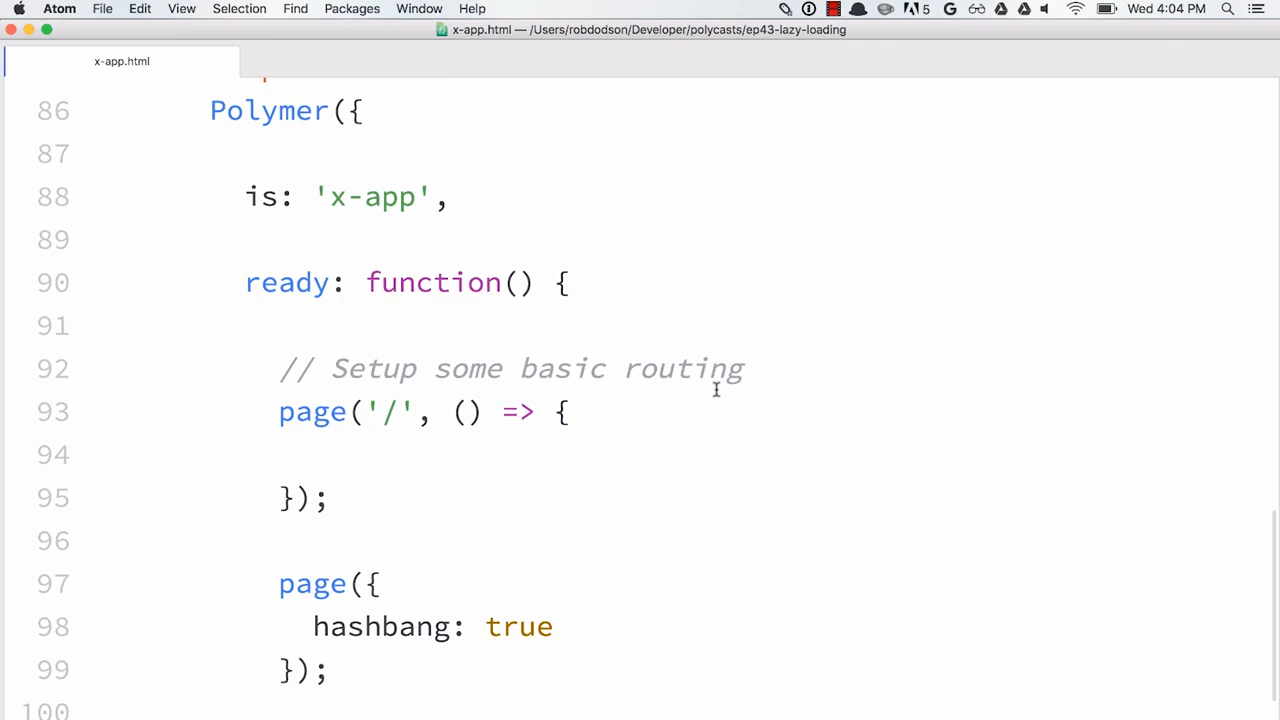 Atom File Edit View Selection Find Packages Window Help 5 Wed 4:04 PM
x-app.html — /Users/robdodson/Developer/polycasts/ep43-lazy-loading
x-app.html
86 Polymer({
87
88 is: 'x-app',
89
90 ready: function() {
91
92 // Setup some basic routing
93 page('/', () => {
94
95 });
96
97 page({
98 hashbang: true
99 });
100